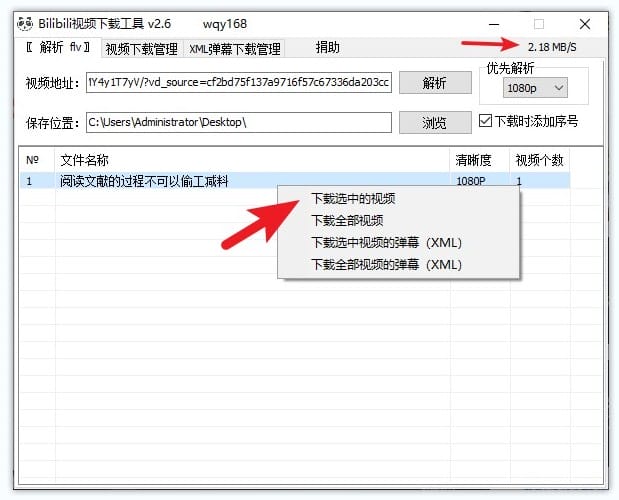 Bilibili视频下载工具 v2.6 wqy168
〖 解析 flv 〗 视频下载管理 XML弹幕下载管理 捐助 2.18 MB/S
视频地址: 1Y4y1T7yV/?vd_source=cf2bd75f137a9716f57c67336da203cc 解析 优先解析
1080p
保存位置: C:\Users\Administrator\Desktop\ 浏览 下载时添加序号
№ 文件名称 清晰度 视频个数
1 阅读文献的过程不可以偷工减料 1080P 1
下载选中的视频
下载全部视频
下载选中视频的弹幕（XML）
下载全部视频的弹幕（XML）